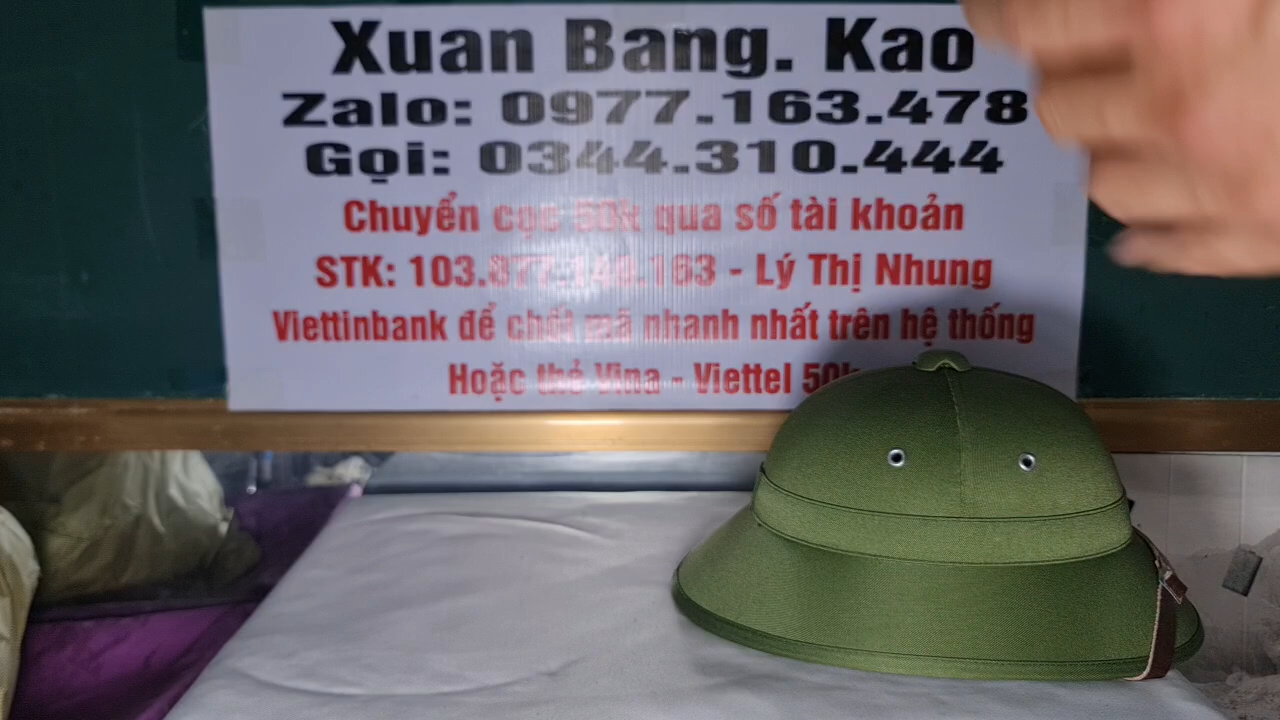 Xuan Bang. Kao
Zalo: 0977.163.478
Gọi: 0344.310.444
Chuyển cọc 50k qua số tài khoản
STK: 103.877.140.163 - Lý Thị Nhung
Viettinbank để chốt mã nhanh nhất trên hệ thống
Hoặc thẻ Vina - Viettel 50k